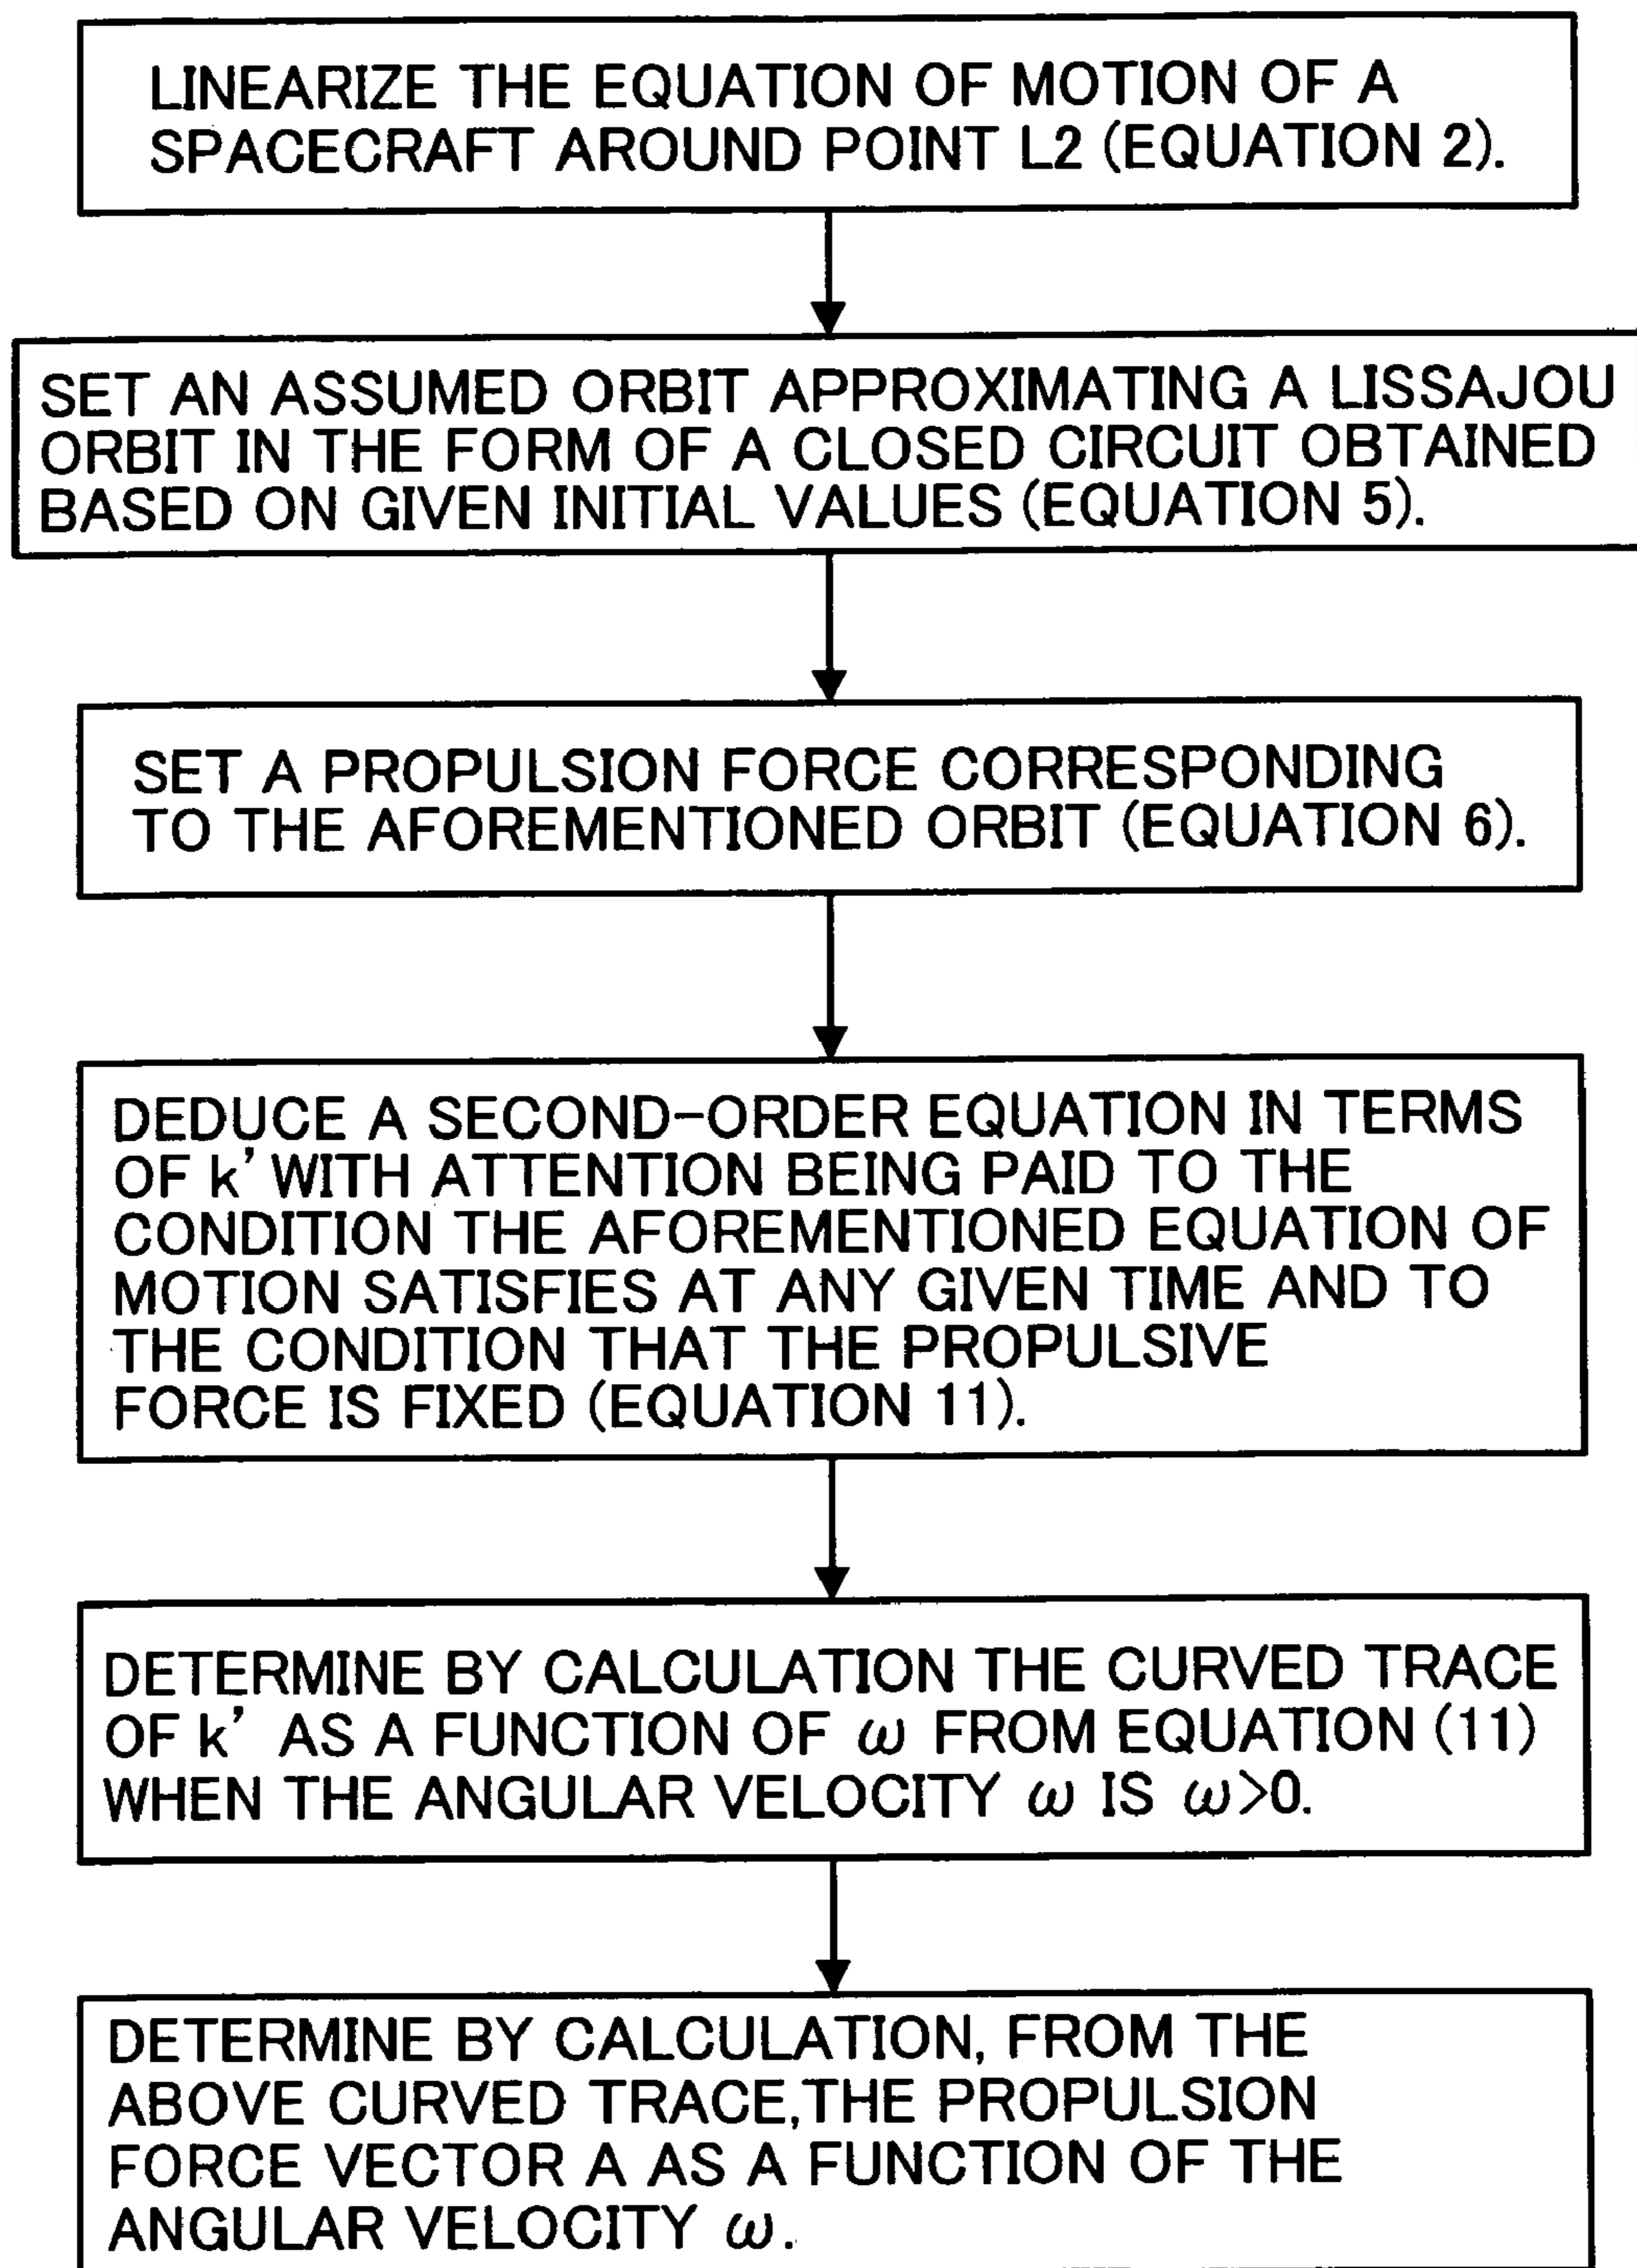 LINEARIZE THE EQUATION OF MOTION OF A
SPACECRAFT AROUND POINT L2 (EQUATION 2).
SET AN ASSUMED ORBIT APPROXIMATING A LISSAJOU
ORBIT IN THE FORM OF A CLOSED CIRCUIT OBTAINED
BASED ON GIVEN INITIAL VALUES (EQUATION 5).
SET A PROPULSION FORCE CORRESPONDING
TO THE AFOREMENTIONED ORBIT (EQUATION 6).
DEDUCE A SECOND-ORDER EQUATION IN TERMS
OF k' WITH ATTENTION BEING PAID TO THE
CONDITION THE AFOREMENTIONED EQUATION OF
MOTION SATISFIES AT ANY GIVEN TIME AND TO
THE CONDITION THAT THE PROPULSIVE
FORCE IS FIXED (EQUATION 11).
DETERMINE BY CALCULATION THE CURVED TRACE
OF k' AS A FUNCTION OF ω FROM EQUATION (11)
WHEN THE ANGULAR VELOCITY ω IS ω>0.
DETERMINE BY CALCULATION, FROM THE
ABOVE CURVED TRACE,THE PROPULSION
FORCE VECTOR A AS A FUNCTION OF THE
ANGULAR VELOCITY ω.